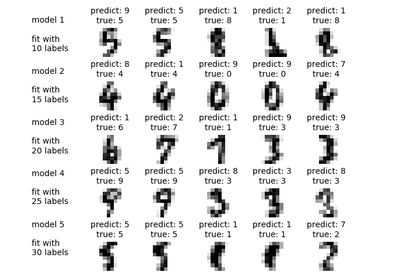 model 1
fit with
10 labels
predict: 9
true: 5
predict: 5
true: 5
predict: 1
true: 8
predict: 2
true: 1
predict: 1
true: 8
model 2
fit with
15 labels
predict: 8
true: 4
predict: 1
true: 4
predict: 9
true: 0
predict: 9
true: 0
predict: 7
true: 4
model 3
fit with
20 labels
predict: 1
true: 6
predict: 2
true: 7
predict: 1
true: 1
predict: 9
true: 3
predict: 9
true: 3
model 4
fit with
25 labels
predict: 5
true: 9
predict: 5
true: 9
predict: 8
true: 3
predict: 3
true: 3
predict: 8
true: 3
model 5
fit with
30 labels
predict: 5
true: 5
predict: 5
true: 5
predict: 1
true: 1
predict: 1
true: 1
predict: 7
true: 2